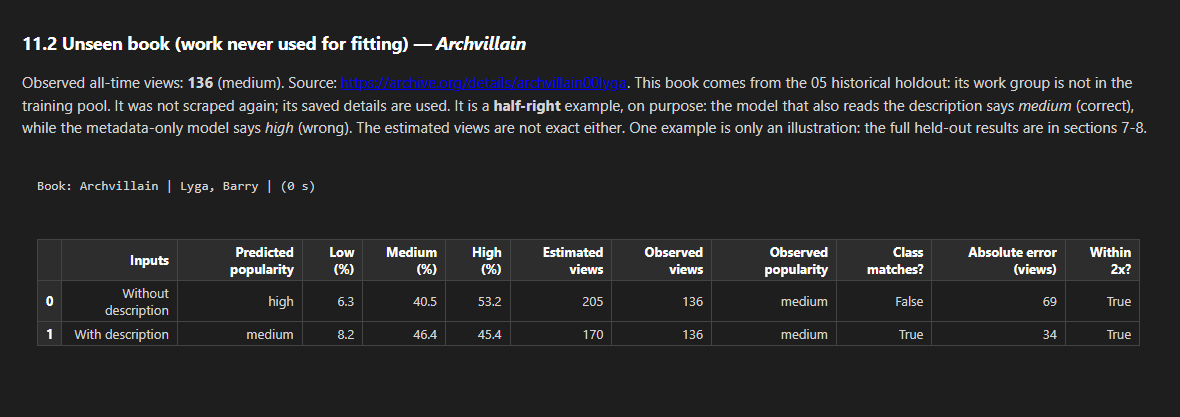 11.2 Unseen book (work never used for fitting) — Archvillain
Observed all-time views: 136 (medium). Source: https://archive.org/details/archvillain00lyga. This book comes from the 05 historical holdout: its work group is not in the
training pool. It was not scraped again; its saved details are used. It is a half-right example, on purpose: the model that also reads the description says medium (correct),
while the metadata-only model says high (wrong). The estimated views are not exact either. One example is only an illustration: the full held-out results are in sections 7-8.
Book: Archvillain | Lyga, Barry | (0 s)
Inputs Predicted popularity Low (%) Medium (%) High (%) Estimated views Observed views Observed popularity Class matches? Absolute error (views) Within 2x?
0 Without description high 6.3 40.5 53.2 205 136 medium False 69 True
1 With description medium 8.2 46.4 45.4 170 136 medium True 34 True